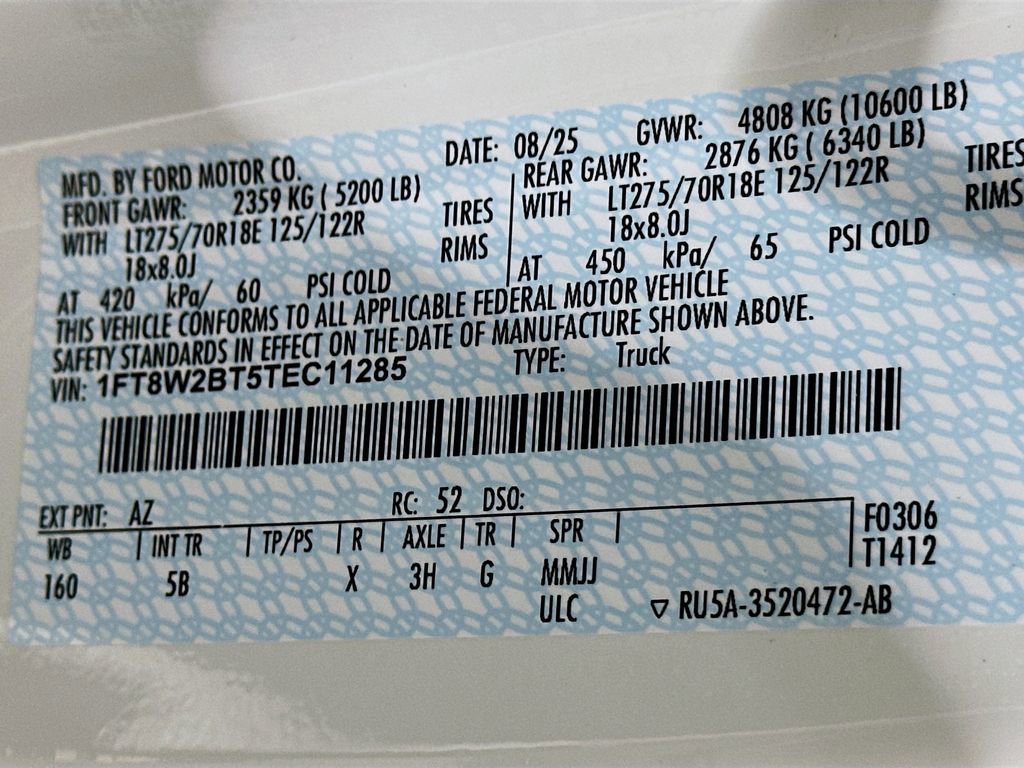 MFD. BY FORD MOTOR CO. DATE: 08/25 GVWR: 4808 KG (10600 LB)
FRONT GAWR: 2359 KG ( 5200 LB) REAR GAWR: 2876 KG ( 6340 LB)
WITH LT275/70R18E 125/122R TIRES WITH LT275/70R18E 125/122R TIRES
18x8.0J RIMS 18x8.0J RIMS
AT 420 kPa/ 60 PSI COLD AT 450 kPa/ 65 PSI COLD
THIS VEHICLE CONFORMS TO ALL APPLICABLE FEDERAL MOTOR VEHICLE
SAFETY STANDARDS IN EFFECT ON THE DATE OF MANUFACTURE SHOWN ABOVE.
VIN: 1FT8W2BT5TEC11285 TYPE: Truck
EXT PNT: AZ RC: 52 DSO:
WB INT TR TP/PS R AXLE TR SPR F0306
160 5B X 3H G MMJJ T1412
ULC RU5A-3520472-AB